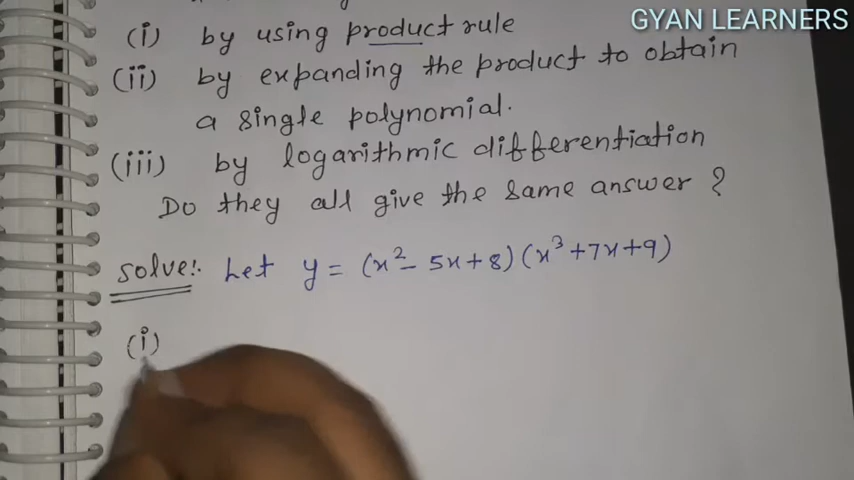 GYAN LEARNERS
(i) by using product rule
(ii) by expanding the product to obtain
a single polynomial.
(iii) by logarithmic differentiation
Do they all give the same answer ?
solve:. Let y = (x² - 5x + 8) (x³ + 7x + 9)
(i)